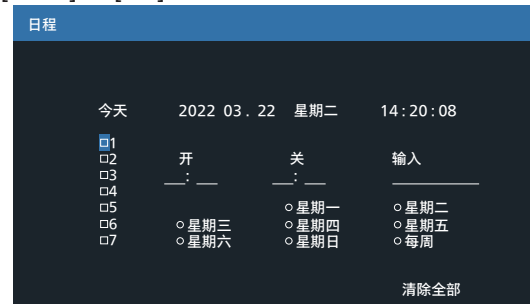 日程
今天 2022 03 . 22 星期二 14 : 20 : 08
1
2 开 关 输入
3 __ : __ __ : __ ________
4
5 星期一 星期二
6 星期三 星期四 星期五
7 星期六 星期日 每周
清除全部